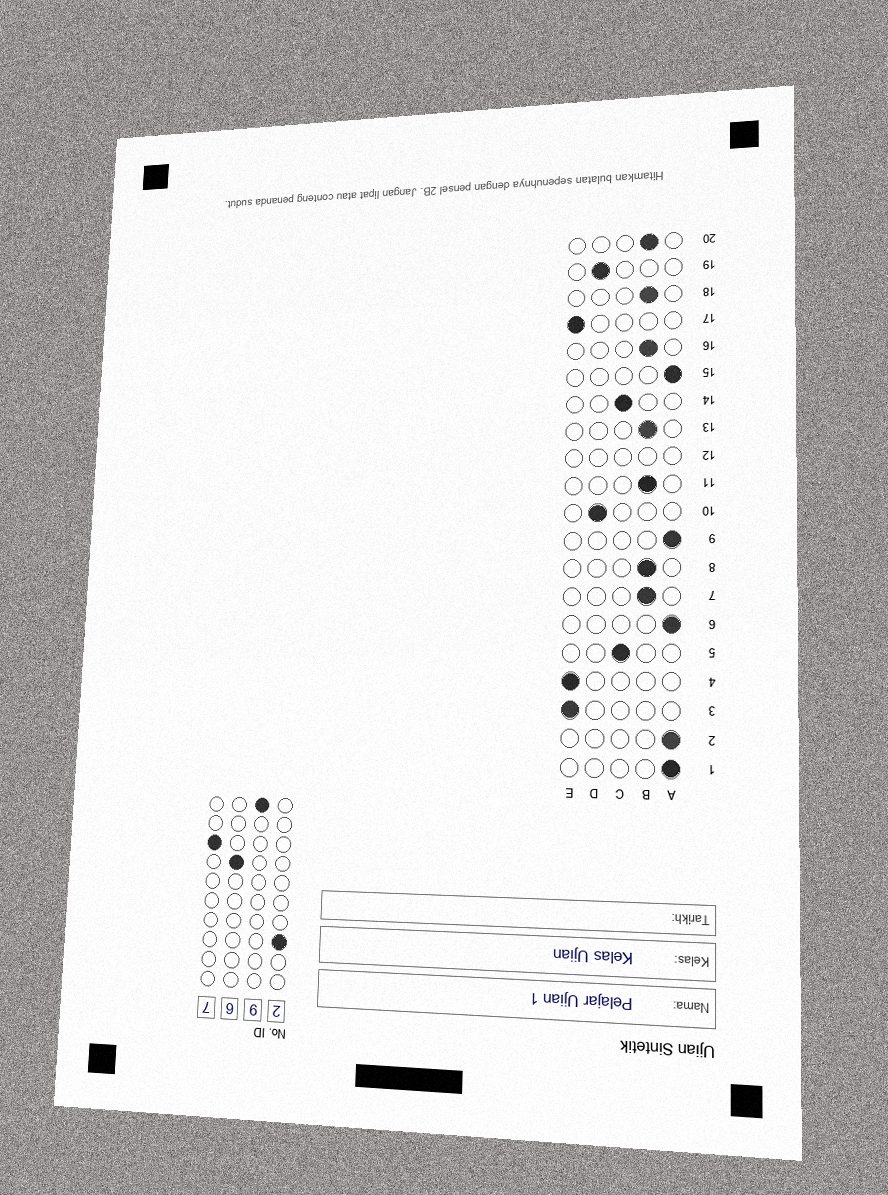 Ujian Sintetik
No. ID
Nama: Pelajar Ujian 1
2 9 6 7
Kelas: Kelas Ujian
Tarikh:
A B C D E
1
2
3
4
5
6
7
8
9
10
11
12
13
14
15
16
17
18
19
20
Hitamkan bulatan sepenuhnya dengan pensel 2B. Jangan lipat atau conteng penanda sudut.